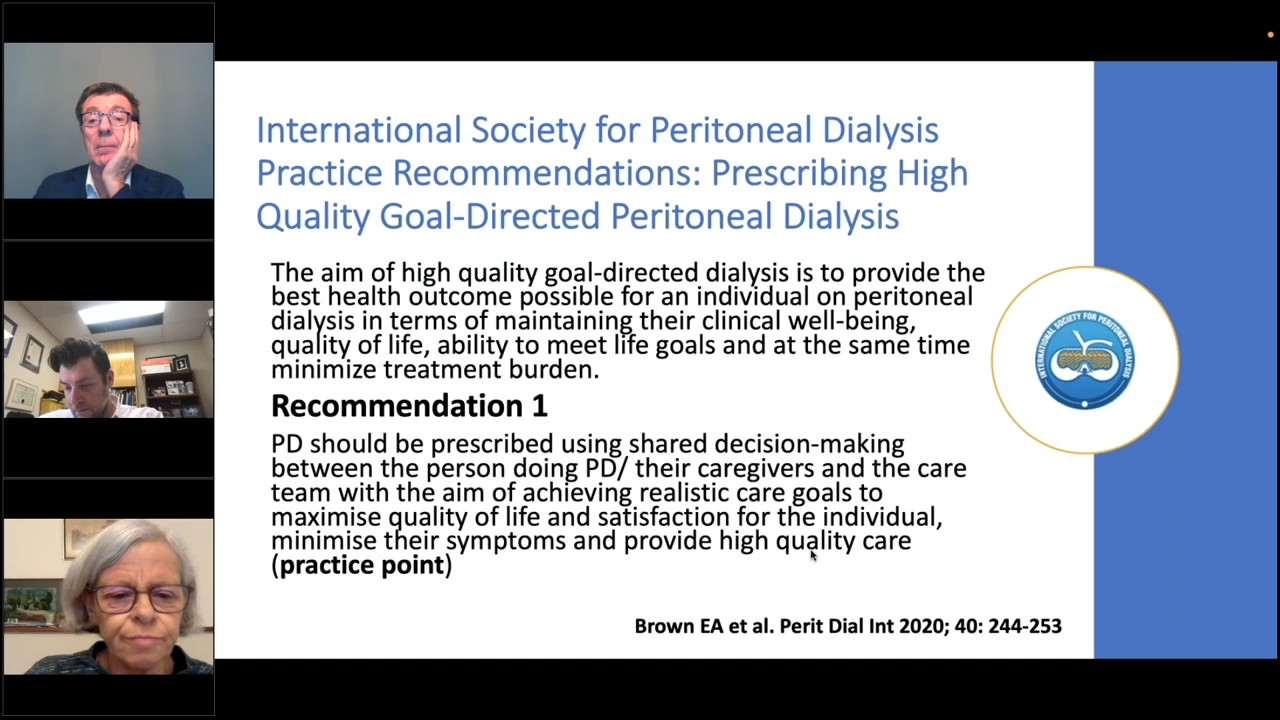 International Society for Peritoneal Dialysis
Practice Recommendations: Prescribing High
Quality Goal-Directed Peritoneal Dialysis
The aim of high quality goal-directed dialysis is to provide the
best health outcome possible for an individual on peritoneal
dialysis in terms of maintaining their clinical well-being,
quality of life, ability to meet life goals and at the same time
minimize treatment burden.
Recommendation 1
PD should be prescribed using shared decision-making
between the person doing PD/ their caregivers and the care
team with the aim of achieving realistic care goals to
maximise quality of life and satisfaction for the individual,
minimise their symptoms and provide high quality care
(practice point)
Brown EA et al. Perit Dial Int 2020; 40: 244-253
INTERNATIONAL SOCIETY FOR PERITONEAL DIALYSIS